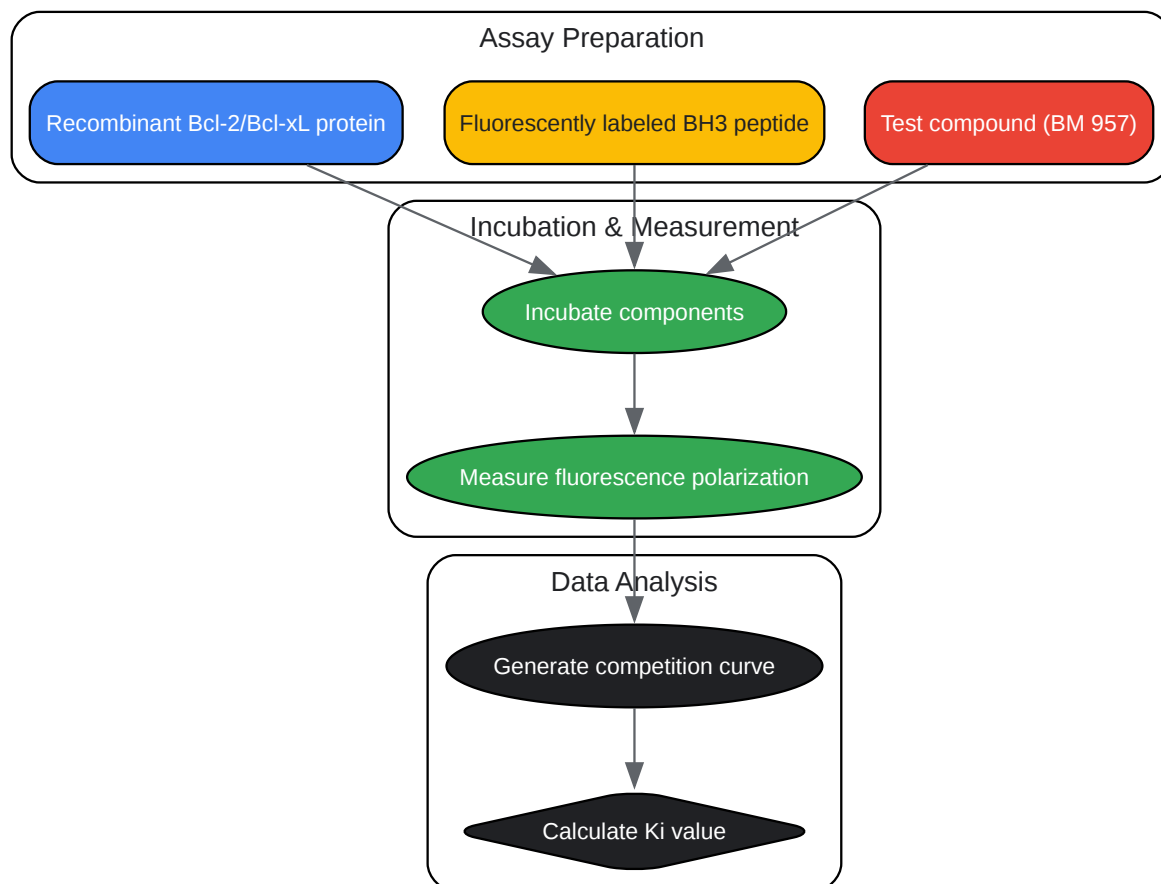 Assay Preparation
Recombinant Bcl-2/Bcl-xL protein
Fluorescently labeled BH3 peptide
Test compound (BM 957)
Incubation & Measurement
Incubate components
Measure fluorescence polarization
Data Analysis
Generate competition curve
Calculate Ki value